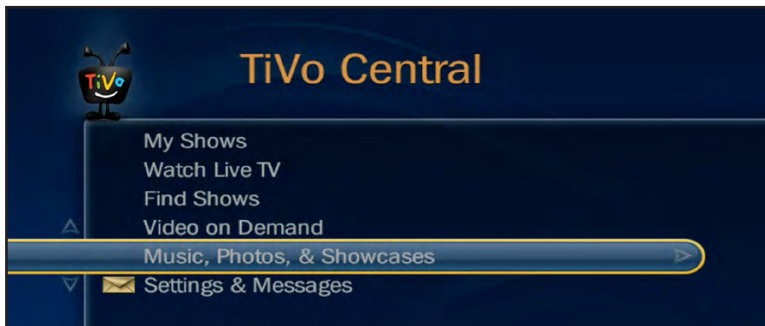 TiVo
TiVo Central
My Shows
Watch Live TV
Find Shows
Video on Demand
Music, Photos, & Showcases
Settings & Messages